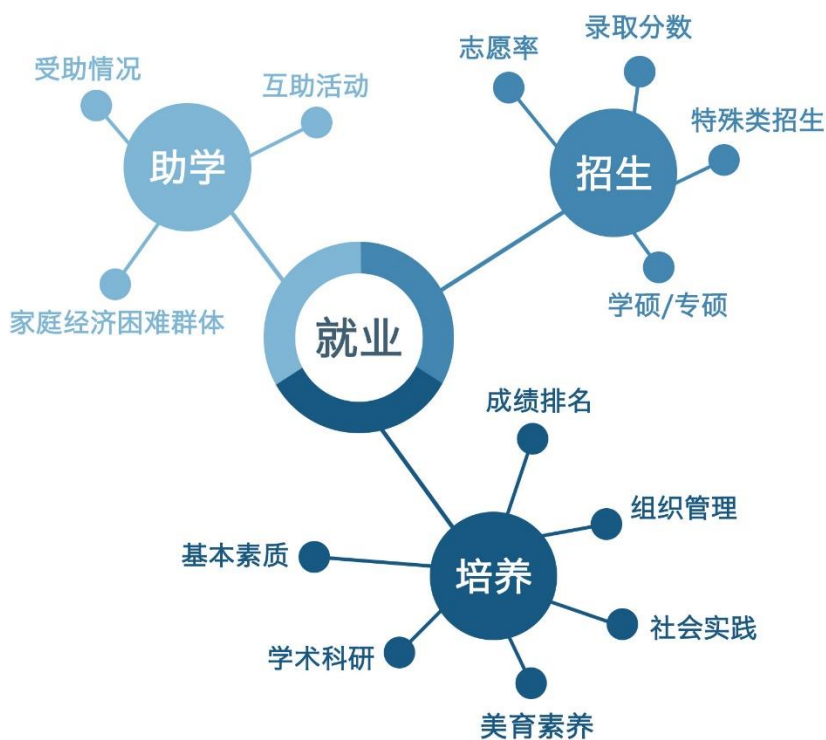 录取分数
志愿率
受助情况
互助活动
特殊类招生
助学
招生
学硕/专硕
家庭经济困难群体
就业
成绩排名
组织管理
基本素质
培养
社会实践
学术科研
美育素养